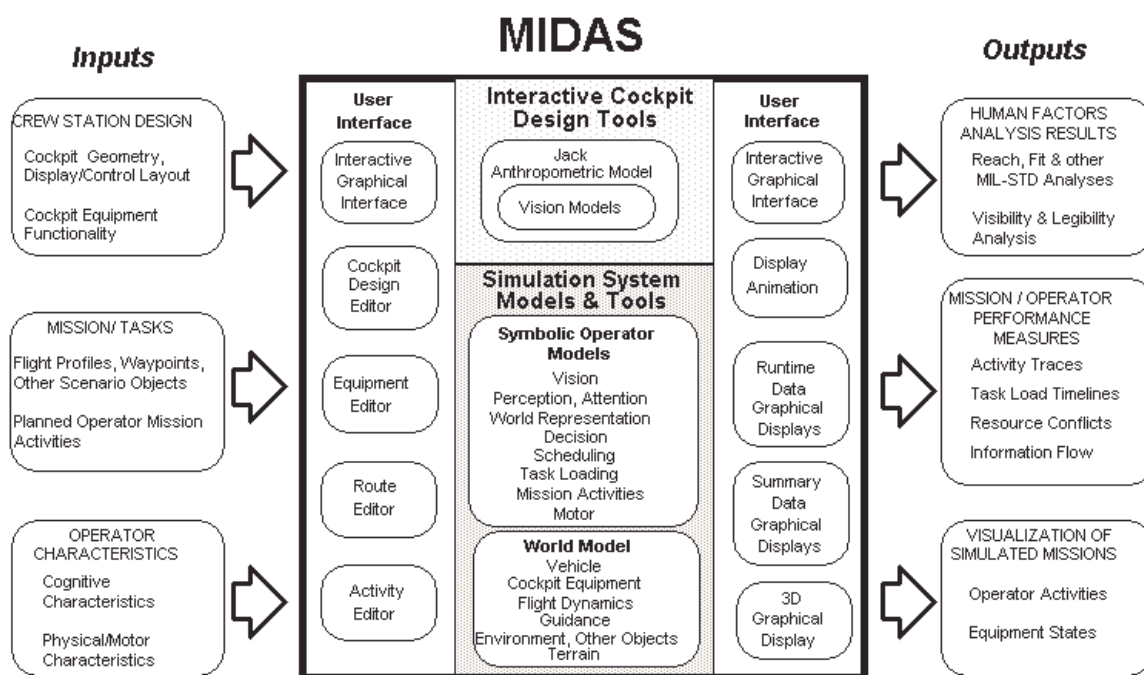 MIDAS
Inputs
CREW STATION DESIGN
Cockpit Geometry,
Display/Control Layout
Cockpit Equipment
Functionality
MISSION/ TASKS
Flight Profiles, Waypoints,
Other Scenario Objects
Planned Operator Mission
Activities
OPERATOR
CHARACTERISTICS
Cognitive
Characteristics
Physical/Motor
Characteristics
User
Interface
Interactive
Graphical
Interface
Cockpit
Design
Editor
Equipment
Editor
Route
Editor
Activity
Editor
Interactive Cockpit
Design Tools
Jack
Anthropometric Model
Vision Models
Simulation System
Models & Tools
Symbolic Operator
Models
Vision
Perception, Attention
World Representation
Decision
Scheduling
Task Loading
Mission Activities
Motor
World Model
Vehicle
Cockpit Equipment
Flight Dynamics
Guidance
Environment, Other Objects
Terrain
User
Interface
Interactive
Graphical
Interface
Display
Animation
Runtime
Data
Graphical
Displays
Summary
Data
Graphical
Displays
3D
Graphical
Display
Outputs
HUMAN FACTORS
ANALYSIS RESULTS
Reach, Fit & other
MIL-STD Analyses
Visibility & Legibility
Analysis
MISSION / OPERATOR
PERFORMANCE
MEASURES
Activity Traces
Task Load Timelines
Resource Conflicts
Information Flow
VISUALIZATION OF
SIMULATED MISSIONS
Operator Activities
Equipment States